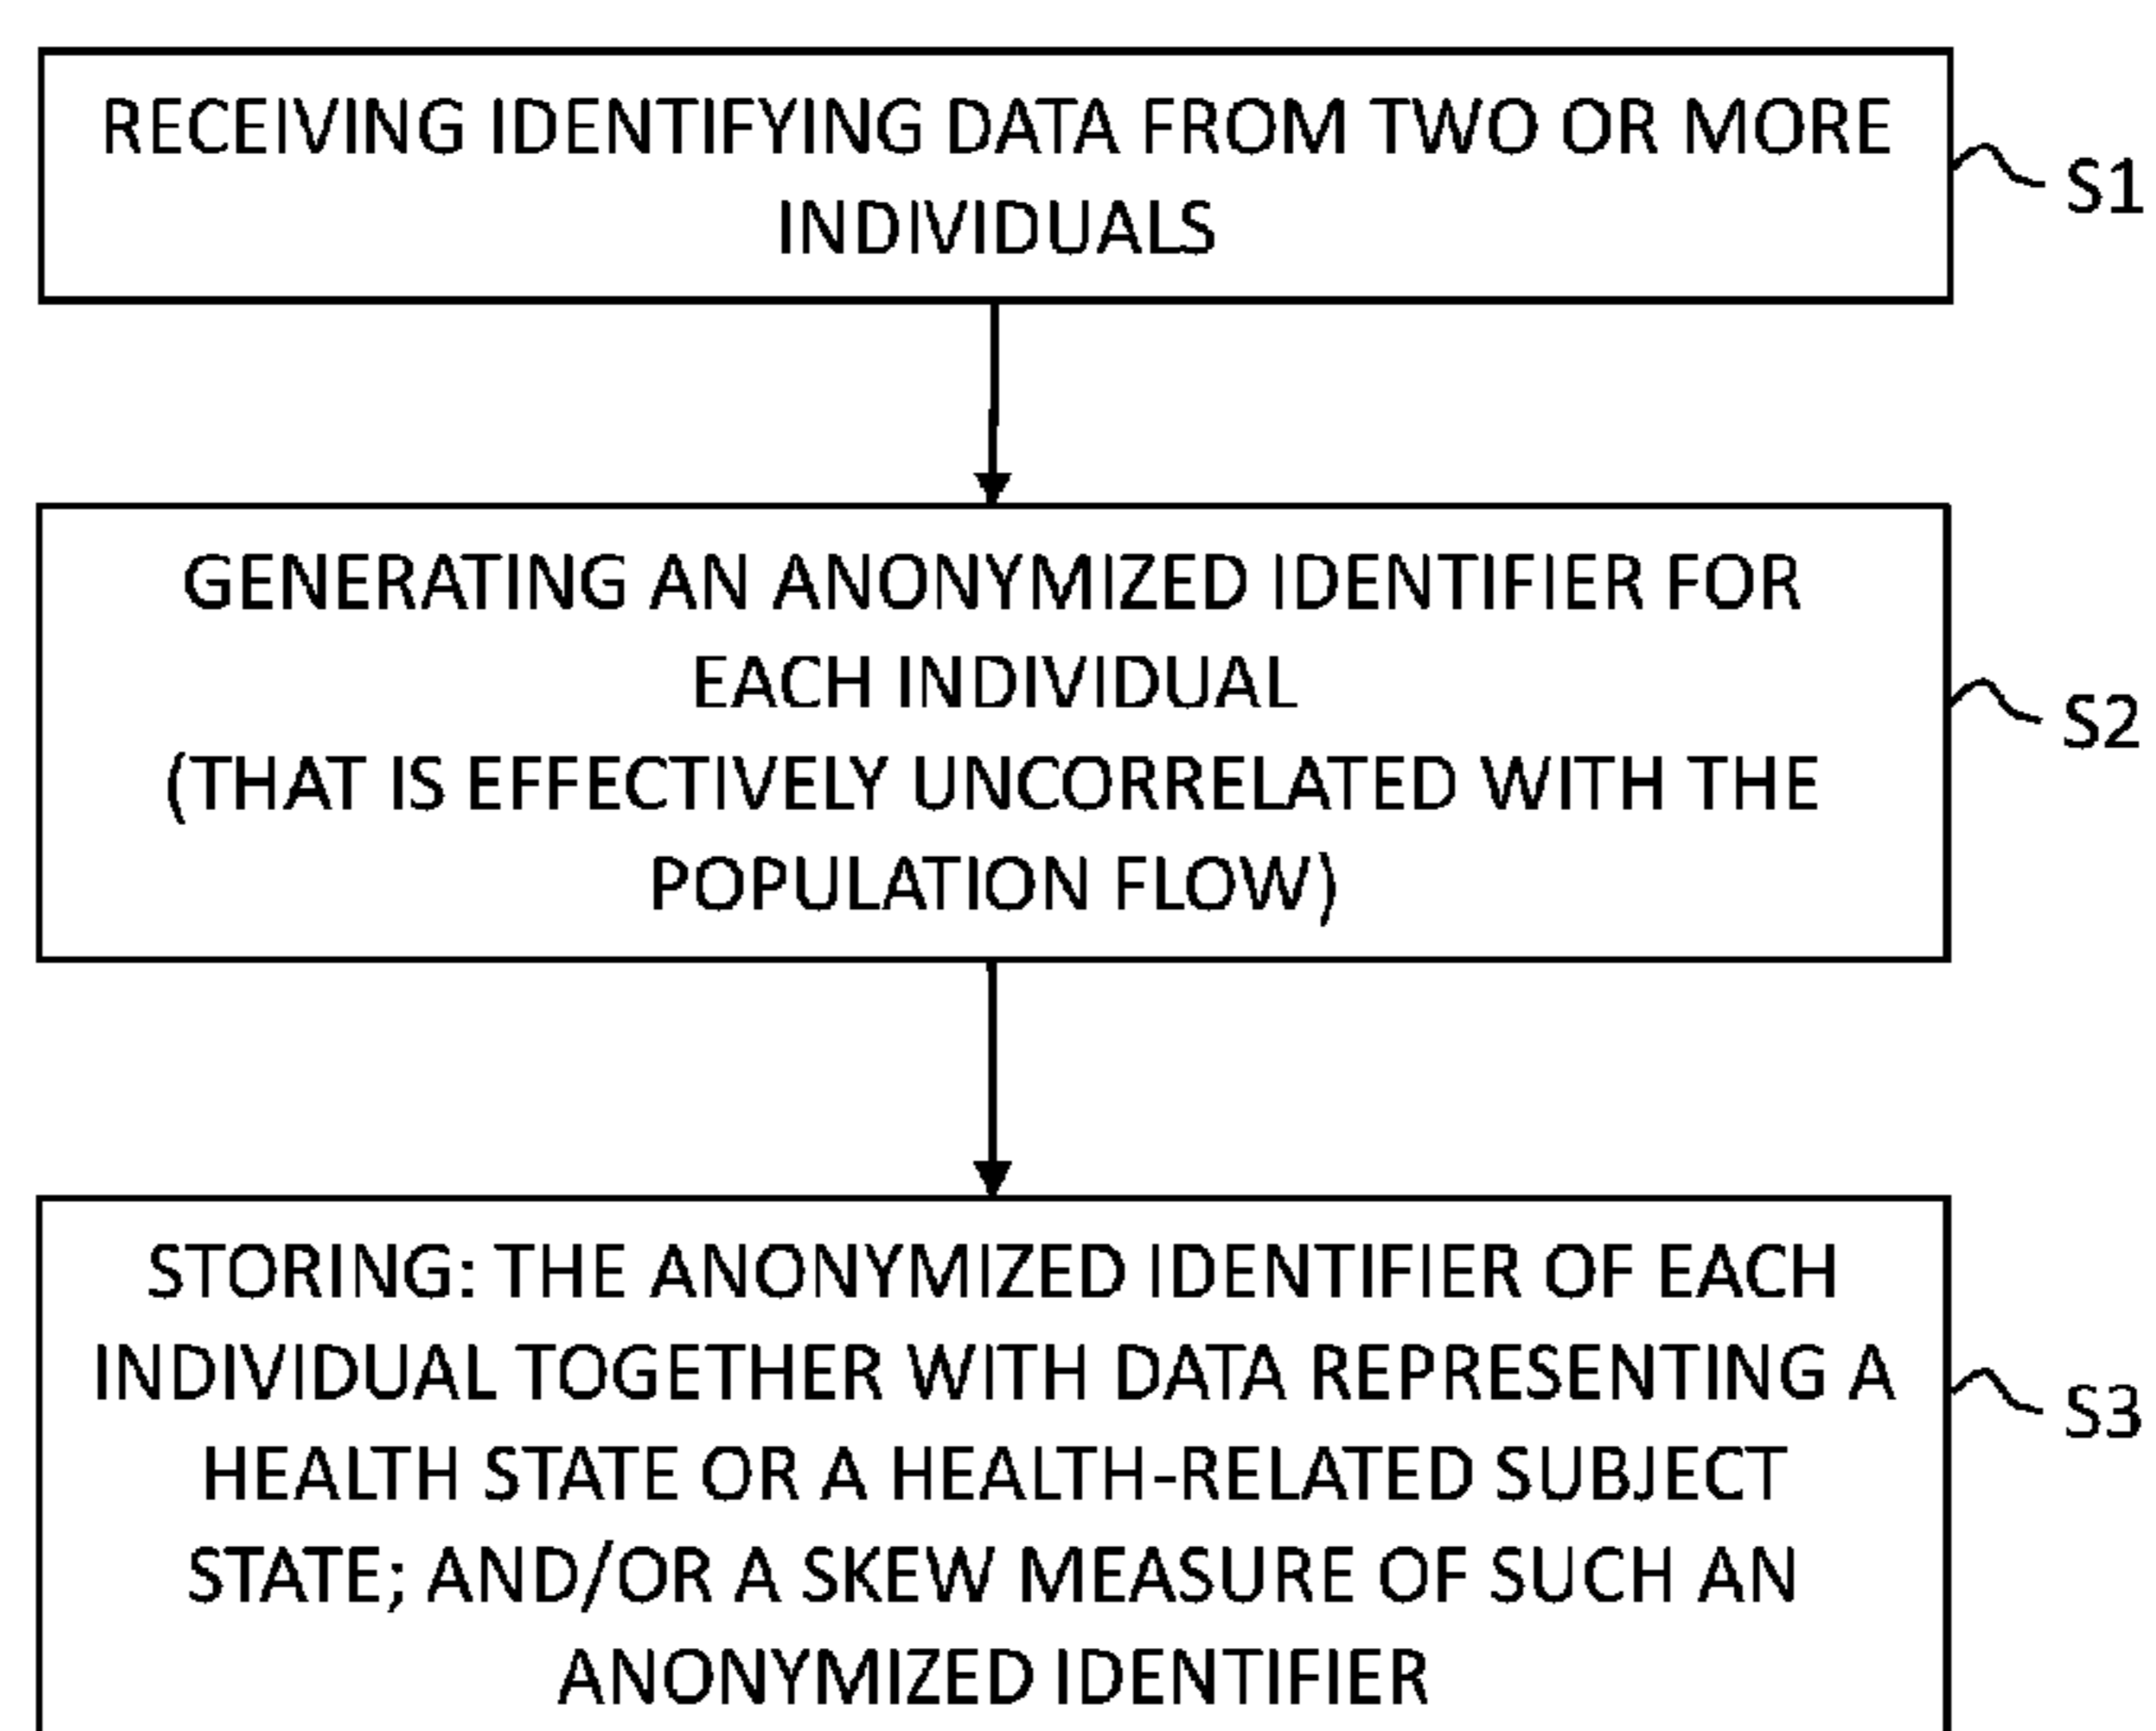 RECEIVING IDENTIFYING DATA FROM TWO OR MORE
INDIVIDUALS
S1
GENERATING AN ANONYMIZED IDENTIFIER FOR
EACH INDIVIDUAL
(THAT IS EFFECTIVELY UNCORRELATED WITH THE
POPULATION FLOW)
S2
STORING: THE ANONYMIZED IDENTIFIER OF EACH
INDIVIDUAL TOGETHER WITH DATA REPRESENTING A
HEALTH STATE OR A HEALTH-RELATED SUBJECT
STATE; AND/OR A SKEW MEASURE OF SUCH AN
ANONYMIZED IDENTIFIER
S3